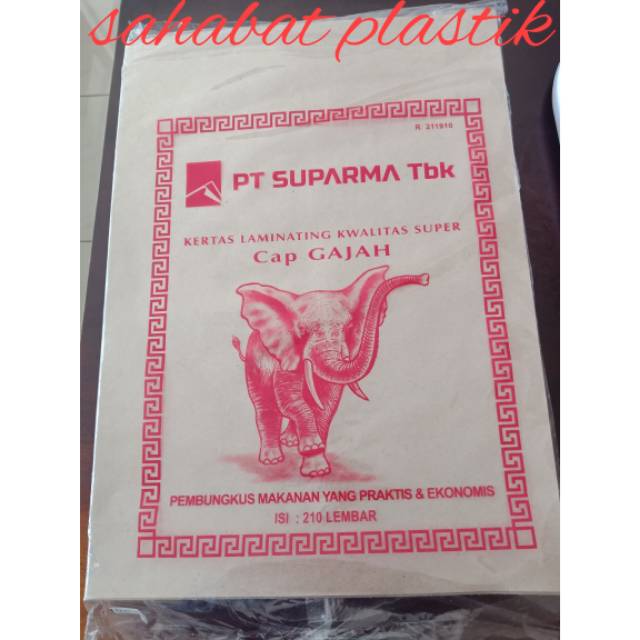 sahabat plastik
R. 211910
PT SUPARMA Tbk
KERTAS LAMINATING KWALITAS SUPER
Cap GAJAH
PEMBUNGKUS MAKANAN YANG PRAKTIS & EKONOMIS
ISI : 210 LEMBAR